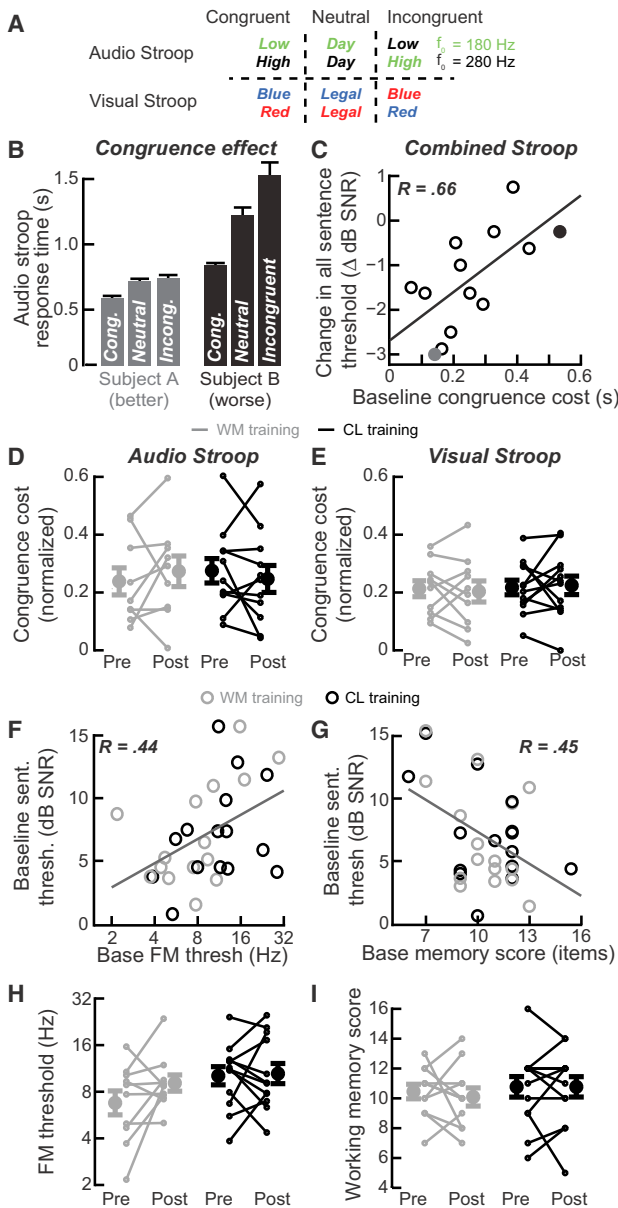 A
Congruent Neutral Incongruent
Audio Stroop
Low Day Low f0 = 180 Hz
High Day High f0 = 280 Hz
Visual Stroop
Blue Legal Blue
Red Legal Red
B Congruence effect
Audio stroop
response time (s)
1.5
1.0
0.5
0
Cong.
Neutral
Incong.
Cong.
Neutral
Incongruent
Subject A
(better)
Subject B
(worse)
C Combined Stroop
R = .66
Change in all sentence
threshold (Δ dB SNR)
1
0
−1
−2
−3
0 0.2 0.4 0.6
Baseline congruence cost (s)
WM training CL training
D Audio Stroop
Congruence cost
(normalized)
0.6
0.4
0.2
0
Pre Post Pre Post
E Visual Stroop
Congruence cost
(normalized)
0.6
0.4
0.2
0
Pre Post Pre Post
WM training CL training
F
R = .44
Baseline sent.
thresh. (dB SNR)
15
10
5
0
2 4 8 16 32
Base FM thresh (Hz)
G
R = .45
Baseline sent.
thresh (dB SNR)
15
10
5
0
7 10 13 16
Base memory score (items)
H
FM threshold (Hz)
32
16
8
4
2
Pre Post Pre Post
I
Working memory score
16
14
12
10
8
6
4
Pre Post Pre Post